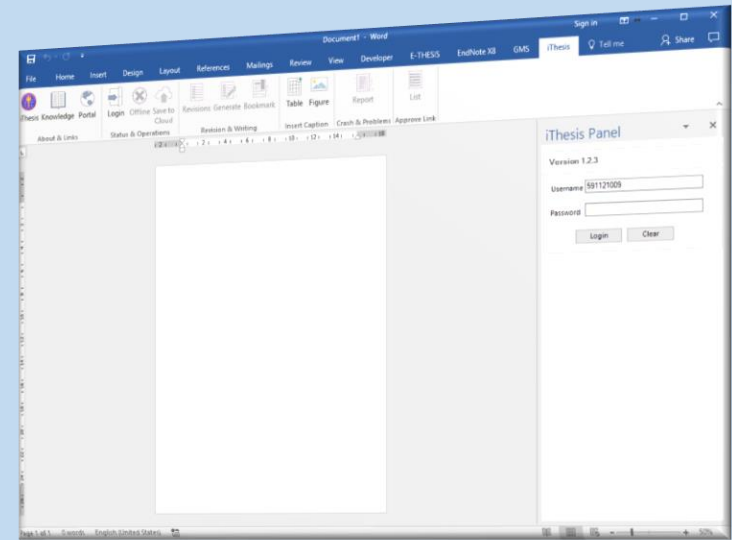 Document1 - Word
Sign in
File Home Insert Design Layout References Mailings Review View Developer E-THESIS EndNote X8 GMS iThesis Tell me Share
iThesis Knowledge Portal Login Offline Save to Cloud Revisions Generate Bookmark Table Figure Report List
About & Links Status & Operations Revision & Writing Insert Caption Crash & Problems Approve Link
iThesis Panel
Version 1.2.3
Username 591121009
Password
Login Clear
Page 1 of 1 0 words English (United States) 50%